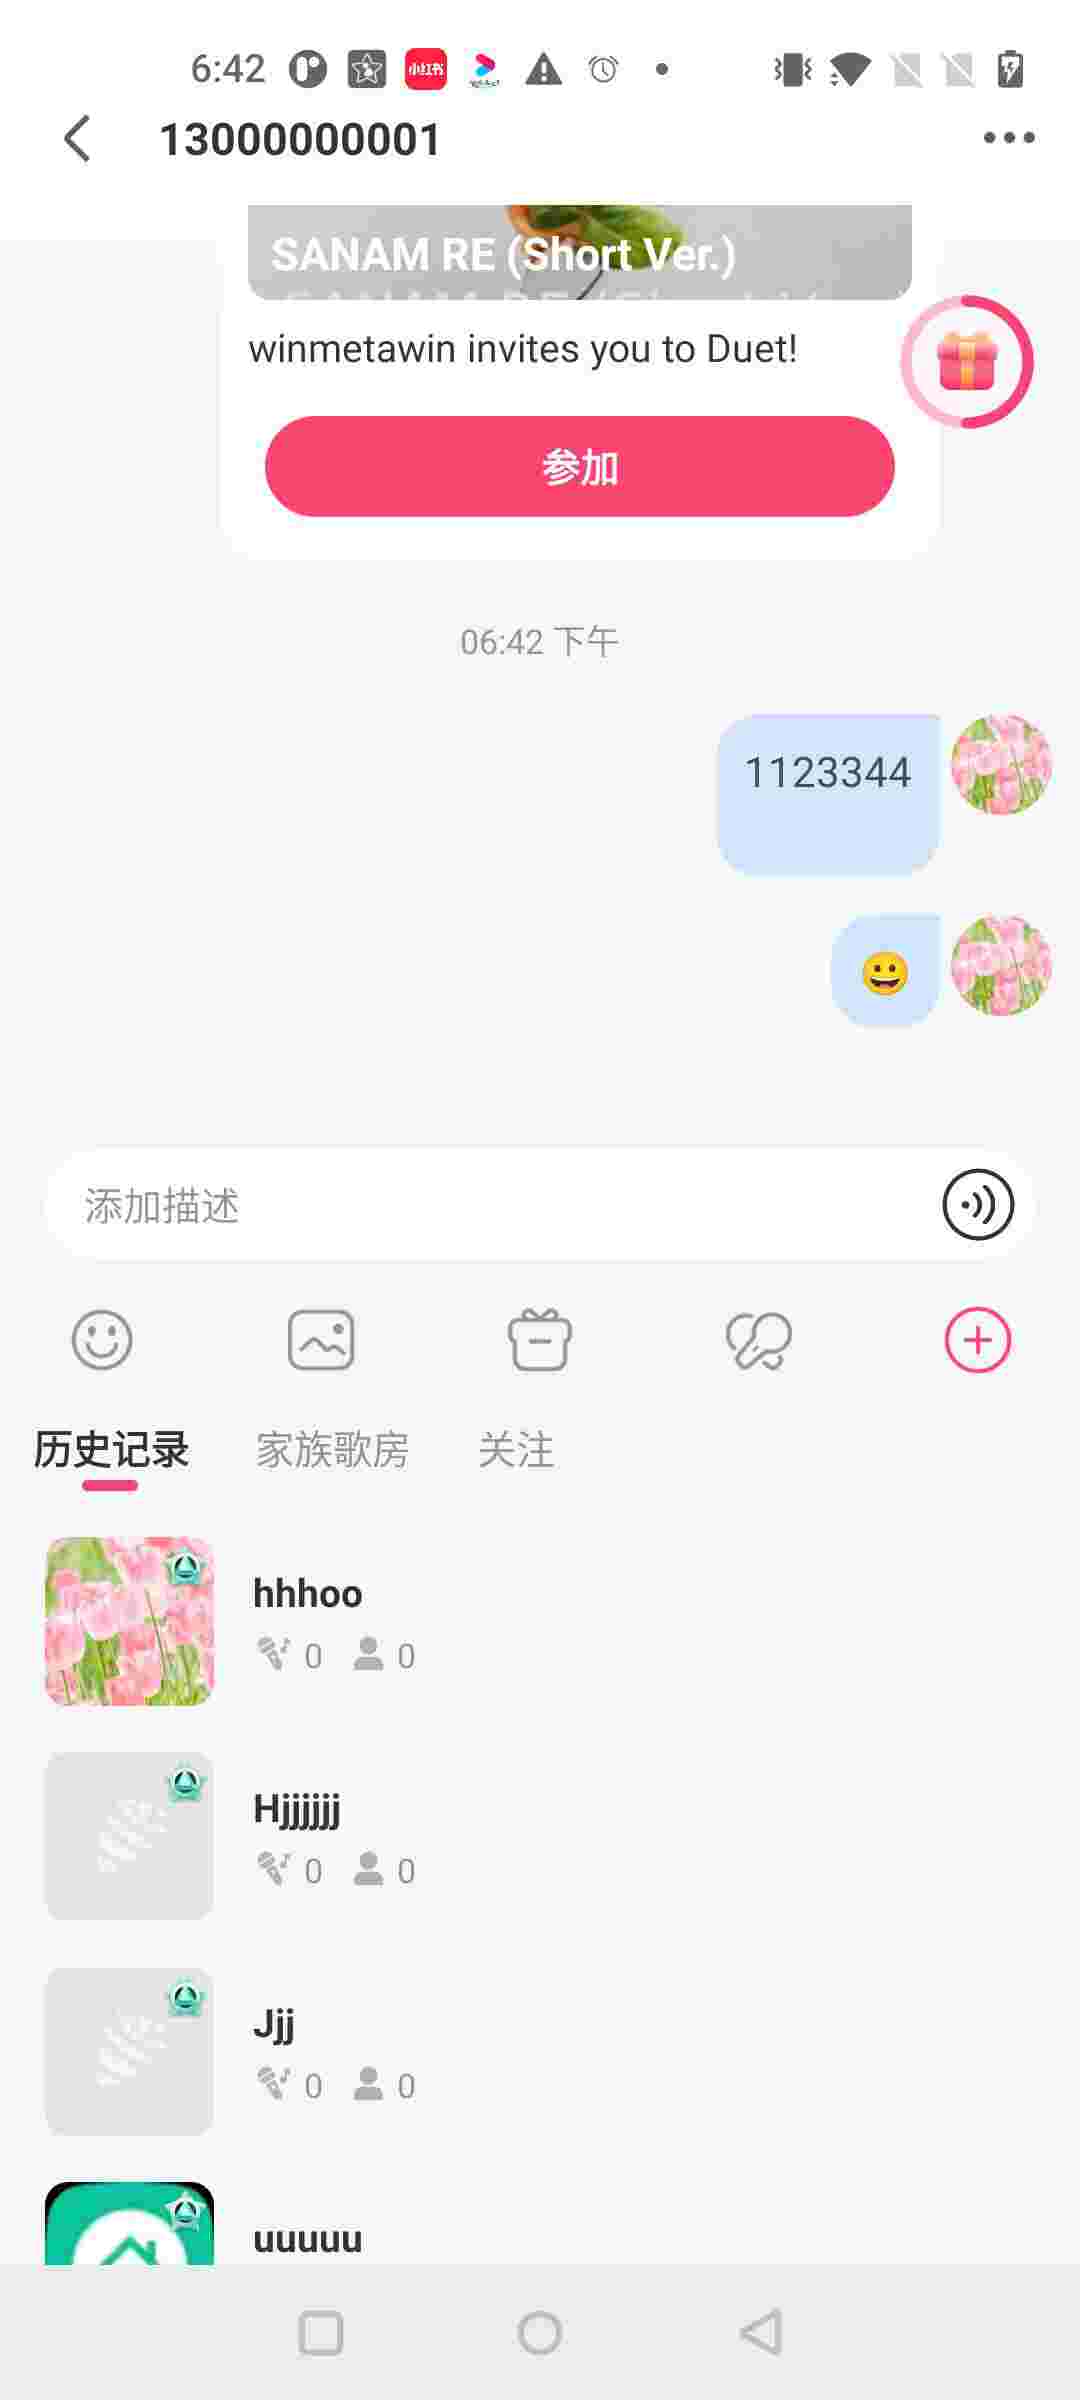 6:42
小红书
13000000001
SANAM RE (Short Ver.)
winmetawin invites you to Duet!
参加
06:42 下午
1123344
添加描述
历史记录 家族歌房 关注
hhhoo
0 0
Hjjjjjj
0 0
Jjj
0 0
uuuuu